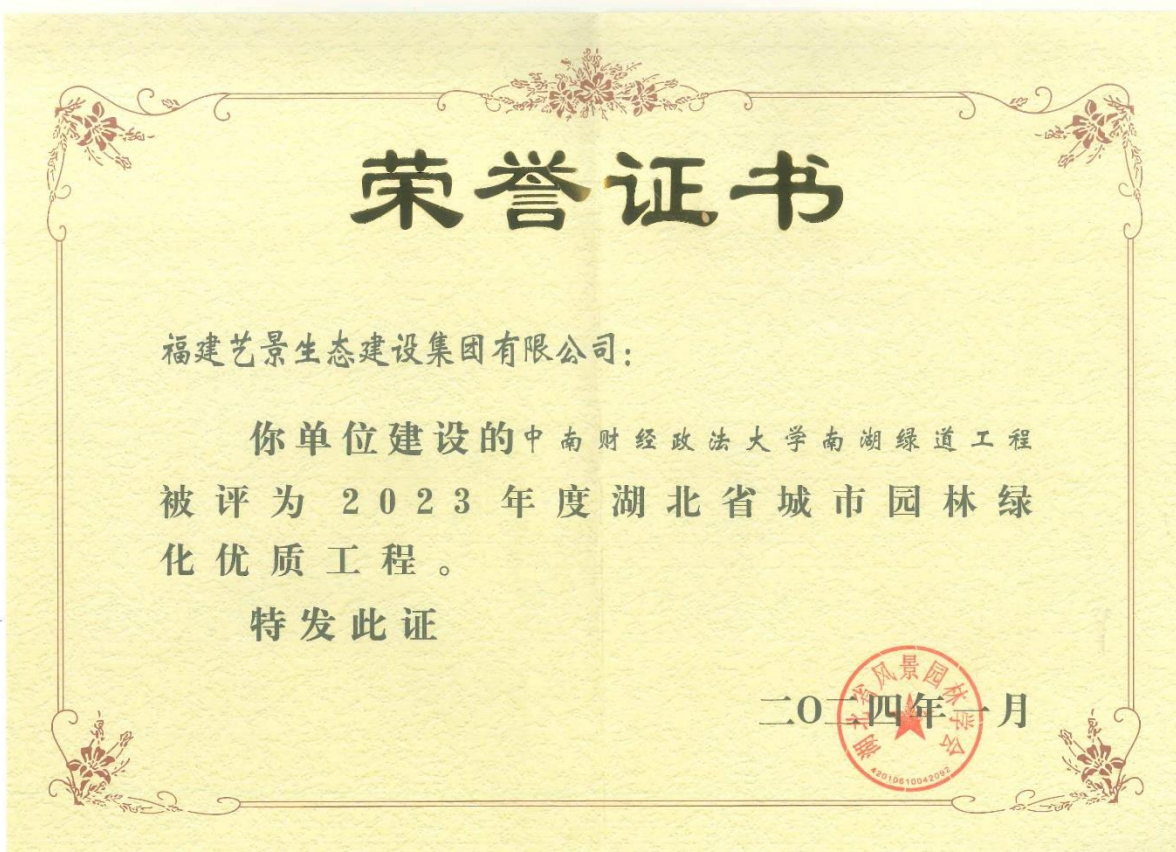 荣誉证书
福建艺景生态建设集团有限公司：
你单位建设的中南财经政法大学南湖绿道工程
被评为2023年度湖北省城市园林绿
化优质工程。
特发此证
二〇二四年一月
湖北省风景园林学会
42010610042092